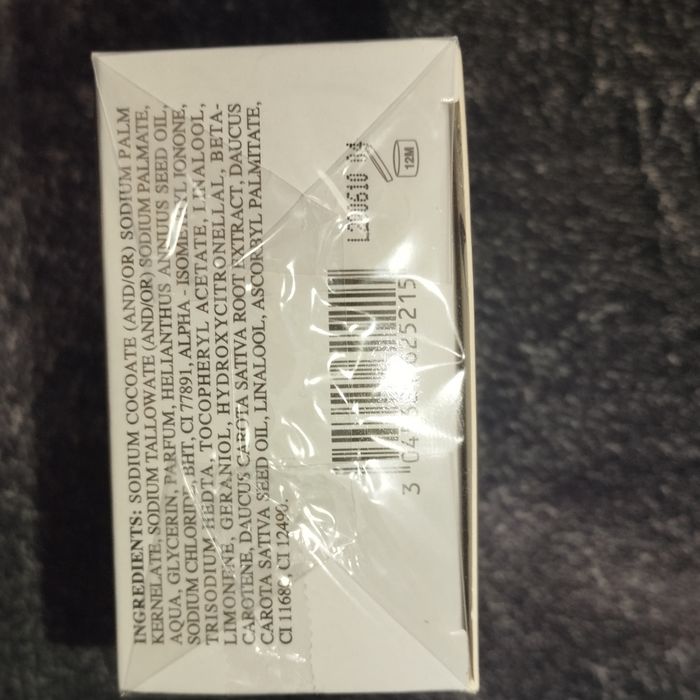 INGREDIENTS: SODIUM COCOATE (AND/OR) SODIUM PALM
KERNELATE, SODIUM TALLOWATE (AND/OR) SODIUM PALMATE,
AQUA, GLYCERIN, PARFUM, HELIANTHUS ANNUUS SEED OIL,
SODIUM CHLORIDE, BHT, CI 77891, ALPHA - ISOMETHYL IONONE,
TRISODIUM HEDTA, TOCOPHERYL ACETATE, LINALOOL,
LIMONENE, GERANIOL, HYDROXYCITRONELLAL, BETA-
CAROTENE, DAUCUS CAROTA SATIVA ROOT EXTRACT, DAUCUS
CAROTA SATIVA SEED OIL, LINALOOL, ASCORBYL PALMITATE,
CI 11680, CI 12490.
12M